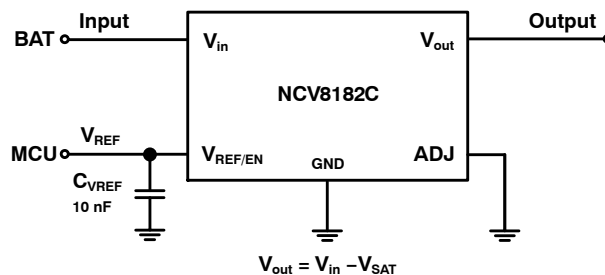 Input
Output
BAT
Vin
Vout
NCV8182C
VREF
MCU
VREF/EN
GND
ADJ
CVREF
10 nF
Vout = Vin −VSAT